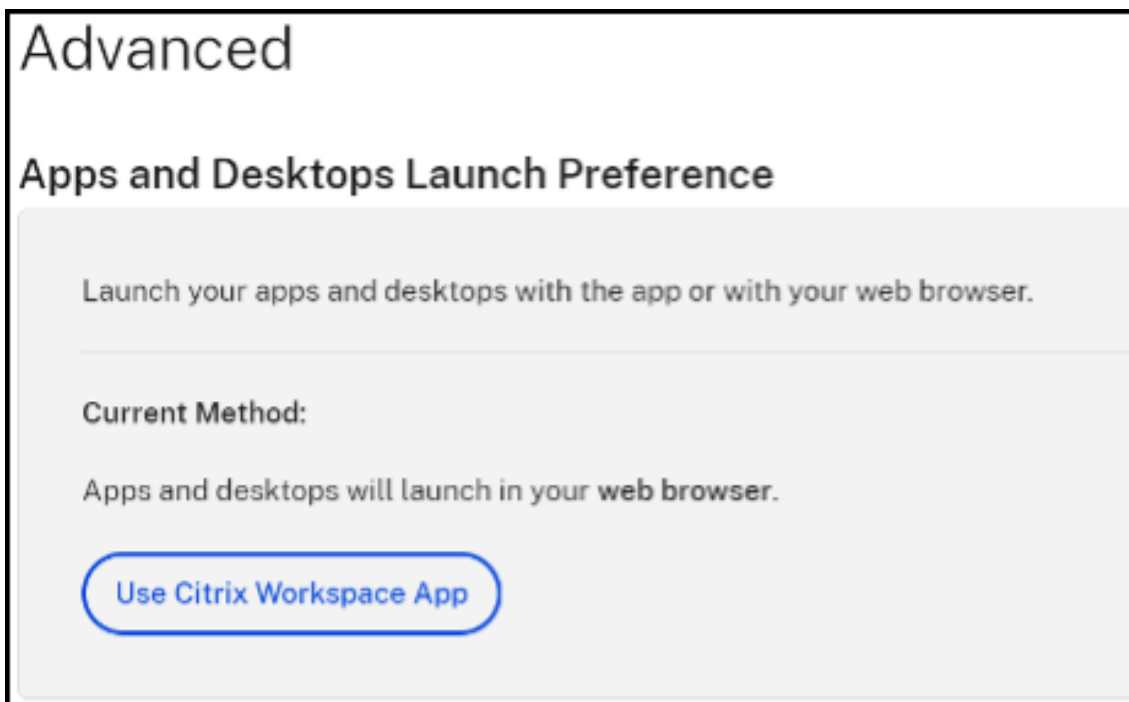 Advanced
Apps and Desktops Launch Preference
Launch your apps and desktops with the app or with your web browser.
Current Method:
Apps and desktops will launch in your web browser.
Use Citrix Workspace App